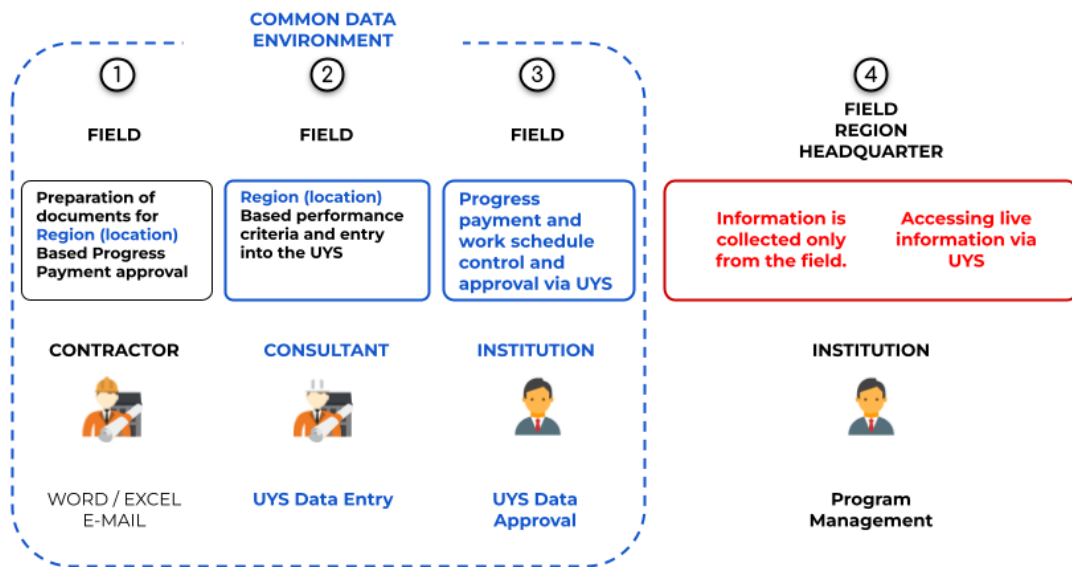 COMMON DATA
ENVIRONMENT
1
FIELD
Preparation of
documents for
Region (location)
Based Progress
Payment approval
CONTRACTOR
WORD / EXCEL
E-MAIL
2
FIELD
Region (location)
Based performance
criteria and entry
into the UYS
CONSULTANT
UYS Data Entry
3
FIELD
Progress
payment and
work schedule
control and
approval via UYS
INSTITUTION
UYS Data
Approval
4
FIELD
REGION
HEADQUARTER
Information is
collected only
from the field.
Accessing live
information via
UYS
INSTITUTION
Program
Management